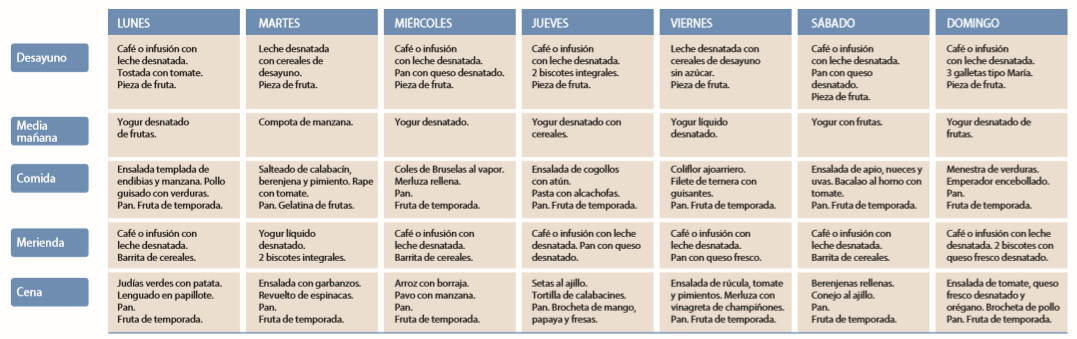 LUNES
MARTES
MIÉRCOLES
JUEVES
VIERNES
SÁBADO
DOMINGO
Desayuno
Café o infusión con
leche desnatada.
Tostada con tomate.
Pieza de fruta.
Leche desnatada
con cereales de
desayuno.
Pieza de fruta.
Café o infusión
con leche desnatada.
Pan con queso desnatado.
Pieza de fruta.
Café o infusión
con leche desnatada.
2 biscotes integrales.
Pieza de fruta.
Leche desnatada con
cereales de desayuno
sin azúcar.
Pieza de fruta.
Café o infusión
con leche desnatada.
Pan con queso
desnatado.
Pieza de fruta.
Café o infusión
con leche desnatada.
3 galletas tipo María.
Pieza de fruta.
Media
mañana
Yogur desnatado
de frutas.
Compota de manzana.
Yogur desnatado.
Yogur desnatado con
cereales.
Yogur líquido
desnatado.
Yogur con frutas.
Yogur desnatado de
frutas.
Comida
Ensalada templada de
endibias y manzana. Pollo
guisado con verduras.
Pan. Fruta de temporada.
Salteado de calabacín,
berenjena y pimiento. Rape
con tomate.
Pan. Gelatina de frutas.
Coles de Bruselas al vapor.
Merluza rellena.
Pan.
Fruta de temporada.
Ensalada de cogollos
con atún.
Pasta con alcachofas.
Pan. Fruta de temporada.
Coliflor ajoarriero.
Filete de ternera con
guisantes.
Pan. Fruta de temporada.
Ensalada de apio, nueces y
uvas. Bacalao al horno con
tomate.
Pan. Fruta de temporada.
Menestra de verduras.
Emperador encebollado.
Pan.
Fruta de temporada.
Merienda
Café o infusión con
leche desnatada.
Barrita de cereales.
Yogur líquido
desnatado.
2 biscotes integrales.
Café o infusión con
leche desnatada.
Barrita de cereales.
Café o infusión con leche
desnatada. Pan con queso
desnatado.
Café o infusión con
leche desnatada.
Pan con queso fresco.
Café o infusión con
leche desnatada.
Barrita de cereales.
Café o infusión con leche
desnatada. 2 biscotes con
queso fresco desnatado.
Cena
Judías verdes con patata.
Lenguado en papillote.
Pan.
Fruta de temporada.
Ensalada con garbanzos.
Revuelto de espinacas.
Pan.
Fruta de temporada.
Arroz con borraja.
Pavo con manzana.
Pan.
Fruta de temporada.
Setas al ajillo.
Tortilla de calabacines.
Pan. Brocheta de mango,
papaya y fresas.
Ensalada de rúcula, tomate
y pimientos. Merluza con
vinagreta de champiñones.
Pan. Fruta de temporada.
Berenjenas rellenas.
Conejo al ajillo.
Pan.
Fruta de temporada.
Ensalada de tomate, queso
fresco desnatado y
orégano. Brocheta de pollo
Pan. Fruta de temporada.